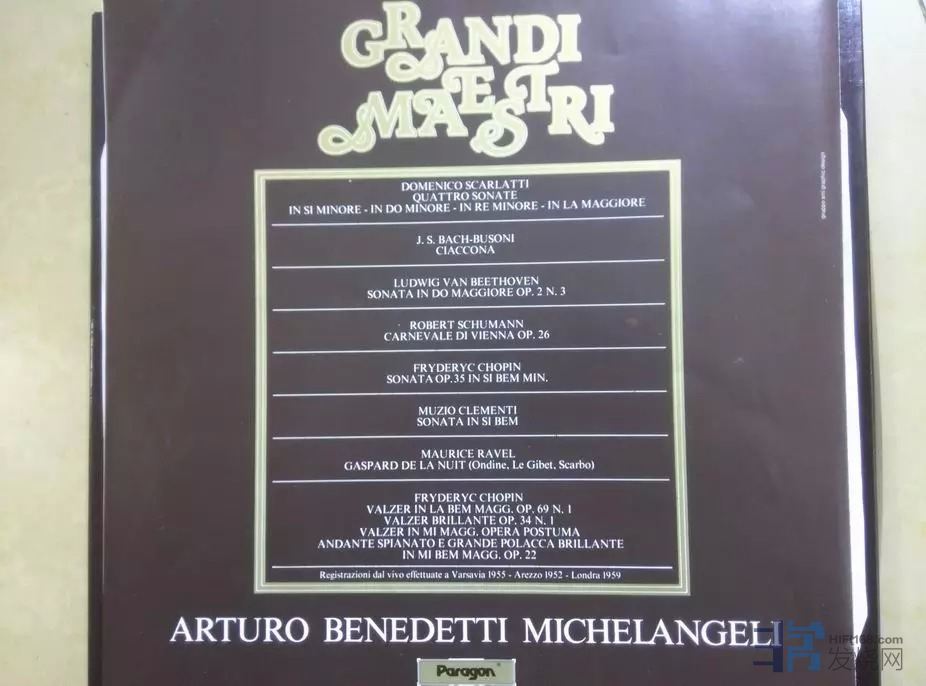 GRANDI
MAESTRI
DOMENICO SCARLATTI
QUATTRO SONATE
IN SI MINORE - IN DO MINORE - IN RE MINORE - IN LA MAGGIORE
J. S. BACH-BUSONI
CIACCONA
LUDWIG VAN BEETHOVEN
SONATA IN DO MAGGIORE OP. 2 N. 3
ROBERT SCHUMANN
CARNEVALE DI VIENNA OP. 26
FRYDERYC CHOPIN
SONATA OP.35 IN SI BEM MIN.
MUZIO CLEMENTI
SONATA IN SI BEM
MAURICE RAVEL
GASPARD DE LA NUIT (Ondine, Le Gibet, Scarbo)
FRYDERYC CHOPIN
VALZER IN LA BEM MAGG. OP. 69 N. 1
VALZER BRILLANTE OP. 34 N. 1
VALZER IN MI MAGG. OPERA POSTUMA
ANDANTE SPIANATO E GRANDE POLACCA BRILLANTE
IN MI BEM MAGG. OP. 22
Registrazioni dal vivo effettuate a Varsavia 1955 - Arezzo 1952 - Londra 1959
ARTURO BENEDETTI MICHELANGELI
Paragon
HIFI168.com
发烧网